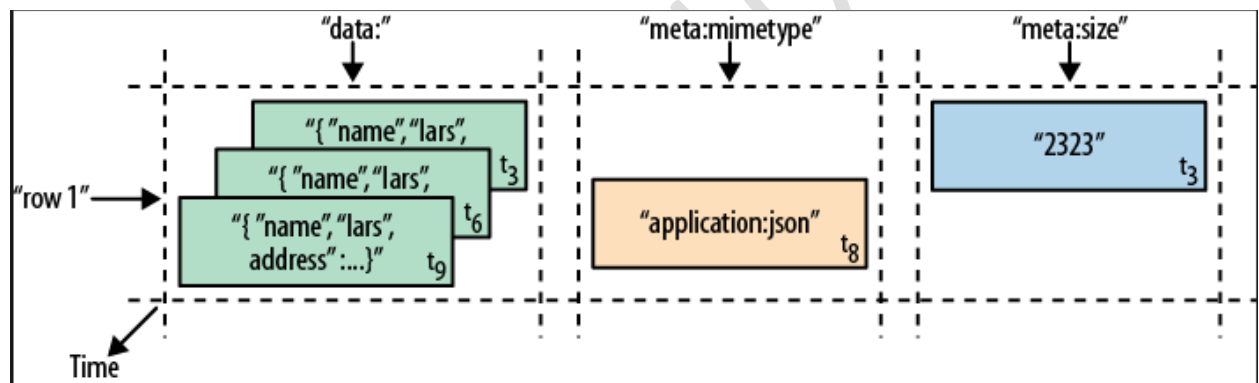 “data:” “meta:mimetype” “meta:size”
“{ ”name”, “lars”,
t3
“2323”
t3
“{ ”name”, “lars”,
t6
“row 1”
“{ ”name”, “lars”,
address” :...}”
t9
“application:json”
t8
Time